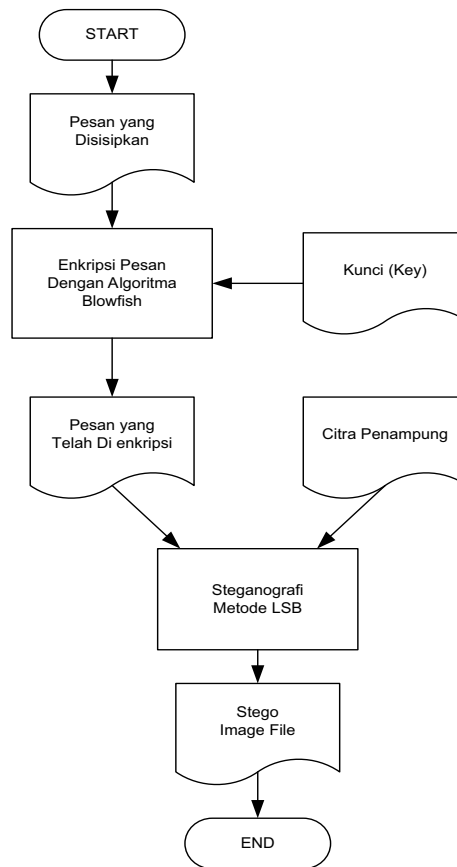 START
Pesan yang
Disisipkan
Enkripsi Pesan
Dengan Algoritma
Blowfish
Kunci (Key)
Pesan yang
Telah Di enkripsi
Citra Penampung
Steganografi
Metode LSB
Stego
Image File
END